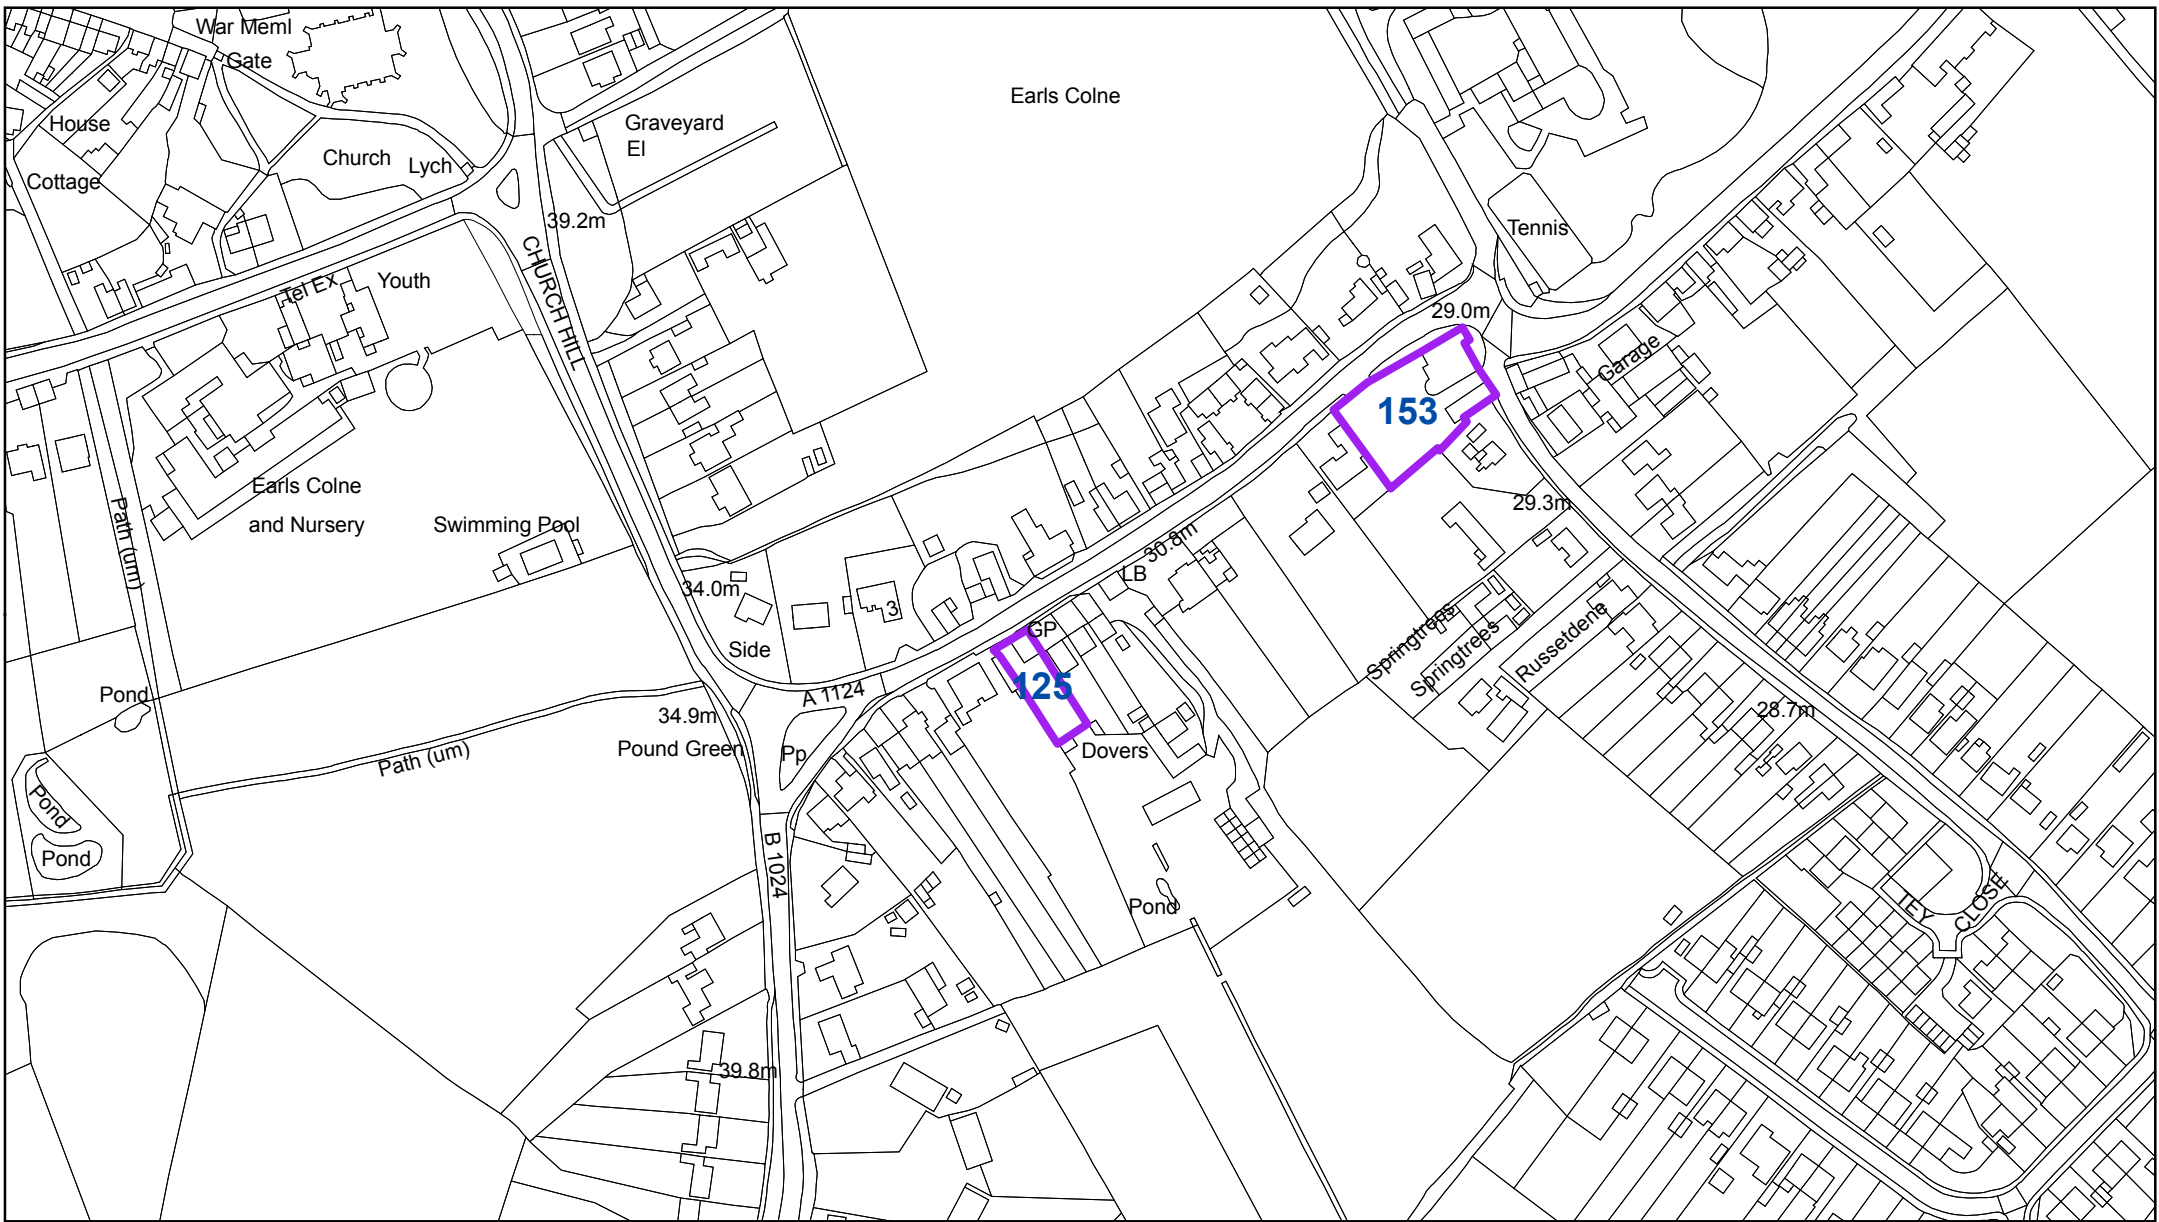 War Meml
Gate
House
Cottage
Church
Lych
Graveyard
El
Earls Colne
39.2m
CHURCH HILL
Tel Ex
Youth
Tennis
29.0m
Garage
153
Earls Colne
and Nursery
Path (um)
Swimming Pool
29.3m
30.8m
LB
34.0m
3
Side
GP
125
Springtrees
Springtrees
Russetdene
Pond
A 1124
34.9m
Pound Green
Pp
Path (um)
Dovers
28.7m
Pond
Pond
B 1024
Pond
TEY
CLOSE
39.8m